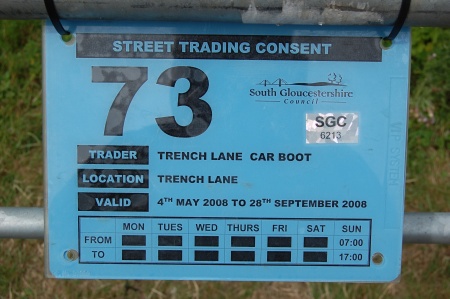 STREET TRADING CONSENT
73
South Gloucestershire
Council
SGC
6213
TRADER TRENCH LANE CAR BOOT
LOCATION TRENCH LANE
VALID 4TH MAY 2008 TO 28TH SEPTEMBER 2008
MON TUES WED THURS FRI SAT SUN
FROM 07:00
TO 17:00